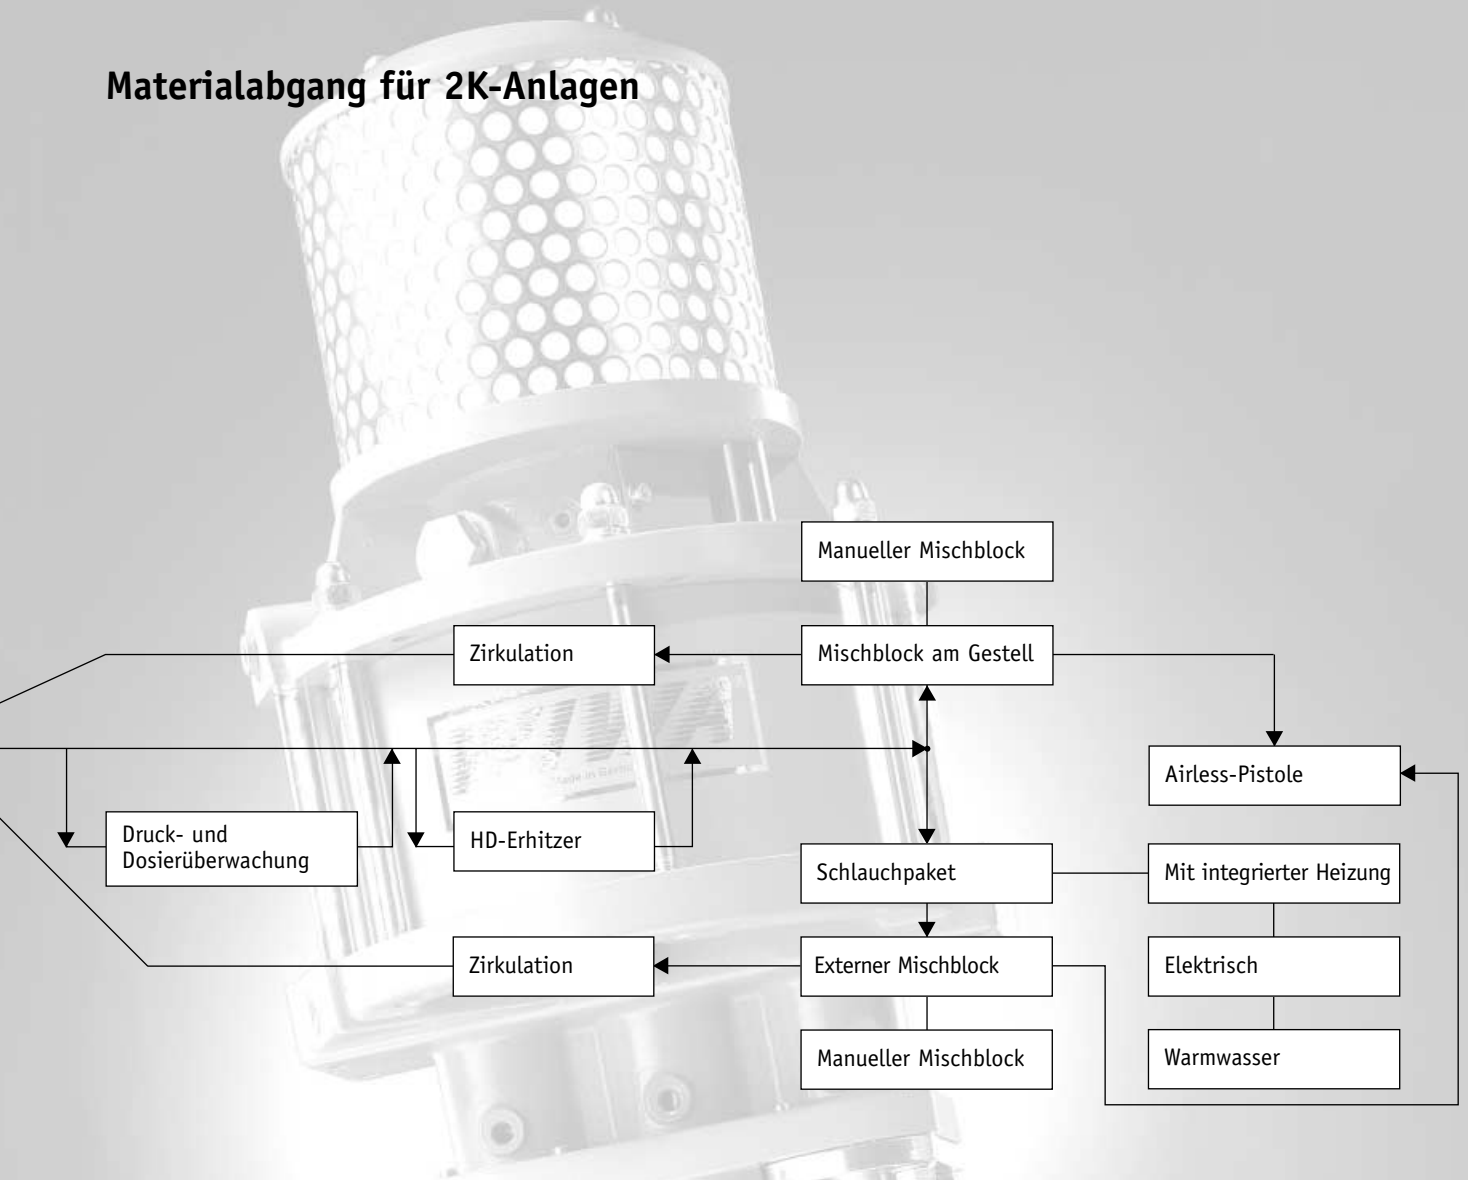 Materialabgang für 2K-Anlagen
Manueller Mischblock
Zirkulation
Mischblock am Gestell
Airless-Pistole
Druck- und
Dosierüberwachung
HD-Erhitzer
Schlauchpaket
Mit integrierter Heizung
Zirkulation
Externer Mischblock
Elektrisch
Manueller Mischblock
Warmwasser